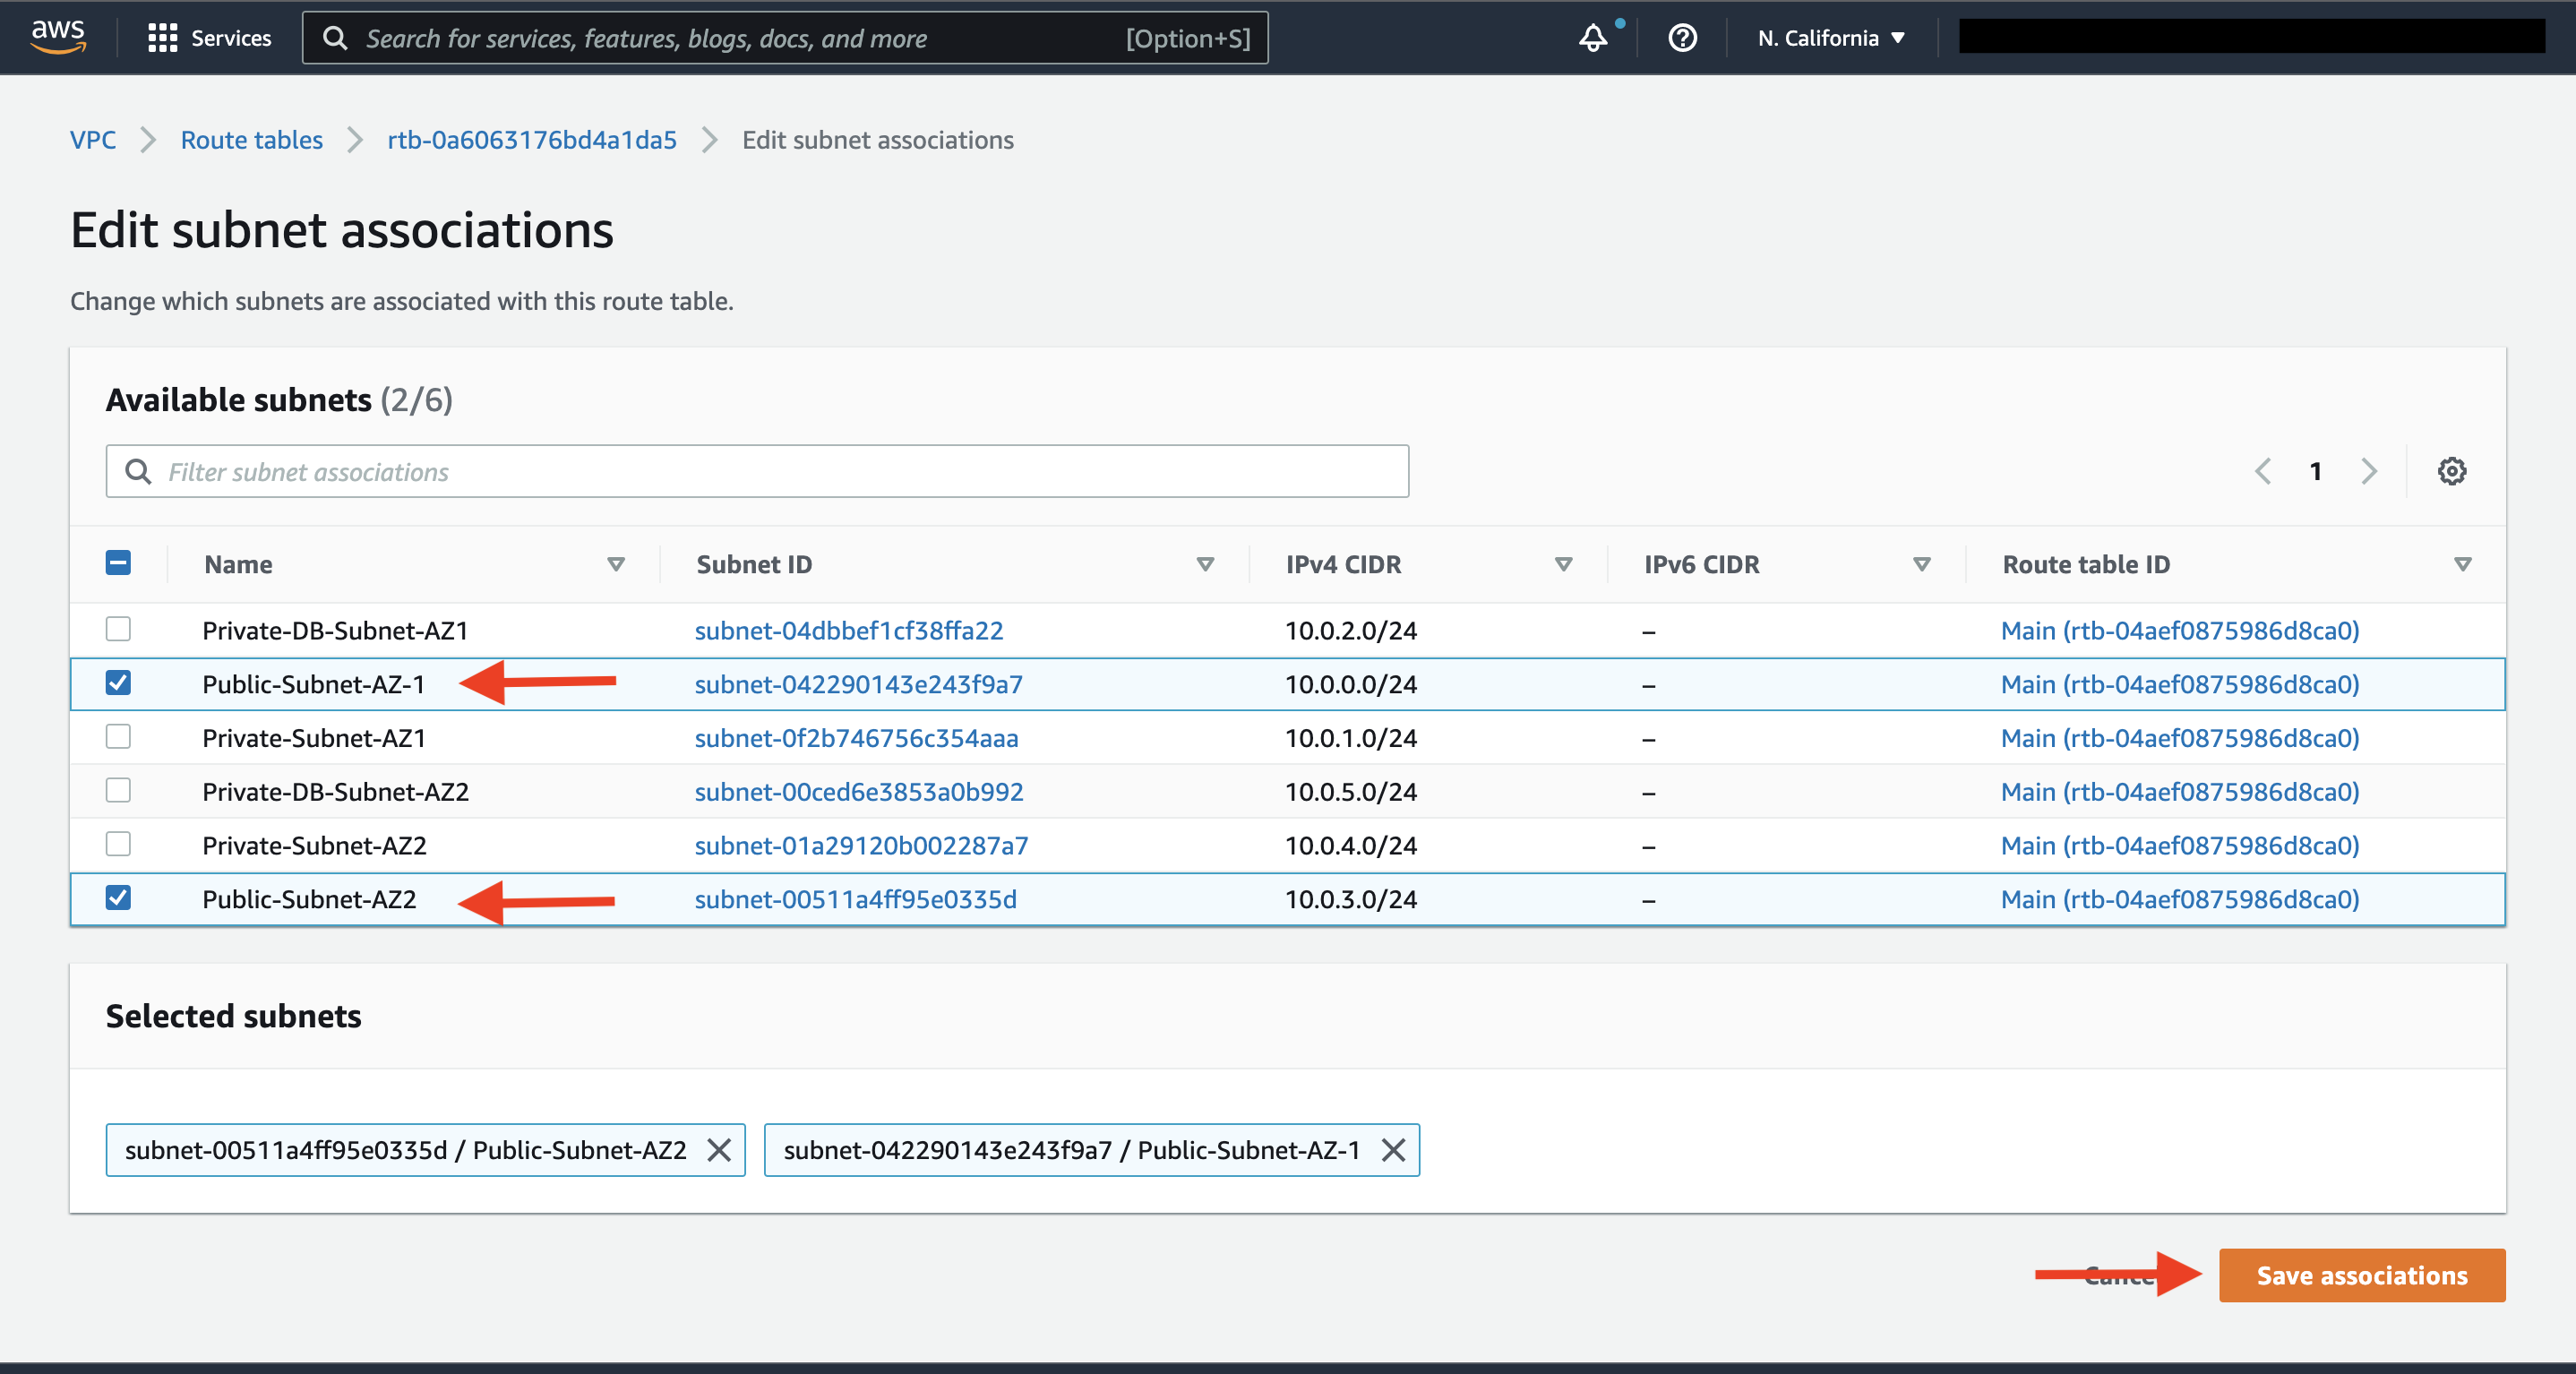 aws Services Search for services, features, blogs, docs, and more [Option+S] N. California
VPC Route tables rtb-0a6063176bd4a1da5 Edit subnet associations
Edit subnet associations
Change which subnets are associated with this route table.
Available subnets (2/6)
Filter subnet associations 1
Name Subnet ID IPv4 CIDR IPv6 CIDR Route table ID
Private-DB-Subnet-AZ1 subnet-04dbbef1cf38ffa22 10.0.2.0/24 – Main (rtb-04aef0875986d8ca0)
Public-Subnet-AZ-1 subnet-042290143e243f9a7 10.0.0.0/24 – Main (rtb-04aef0875986d8ca0)
Private-Subnet-AZ1 subnet-0f2b746756c354aaa 10.0.1.0/24 – Main (rtb-04aef0875986d8ca0)
Private-DB-Subnet-AZ2 subnet-00ced6e3853a0b992 10.0.5.0/24 – Main (rtb-04aef0875986d8ca0)
Private-Subnet-AZ2 subnet-01a29120b002287a7 10.0.4.0/24 – Main (rtb-04aef0875986d8ca0)
Public-Subnet-AZ2 subnet-00511a4ff95e0335d 10.0.3.0/24 – Main (rtb-04aef0875986d8ca0)
Selected subnets
subnet-00511a4ff95e0335d / Public-Subnet-AZ2 subnet-042290143e243f9a7 / Public-Subnet-AZ-1
Save associations